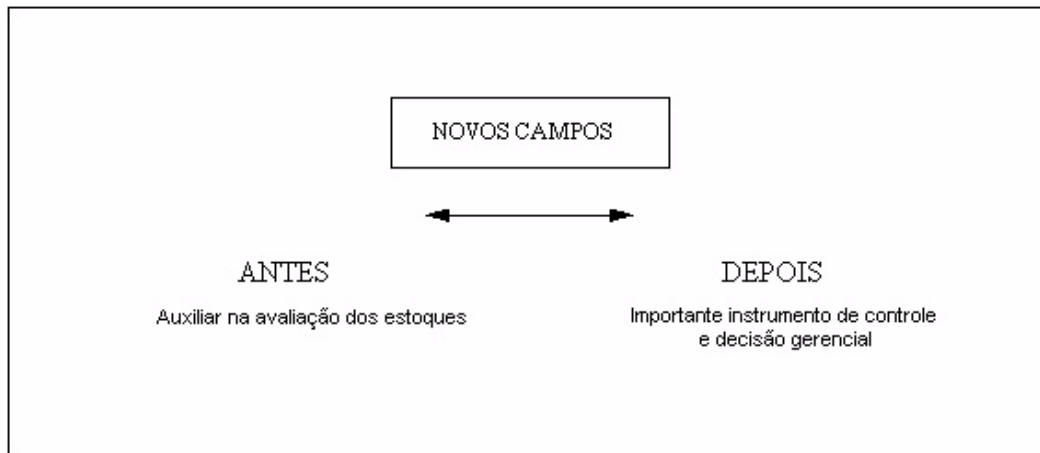 NOVOS CAMPOS
ANTES
Auxiliar na avaliação dos estoques
DEPOIS
Importante instrumento de controle
e decisão gerencial